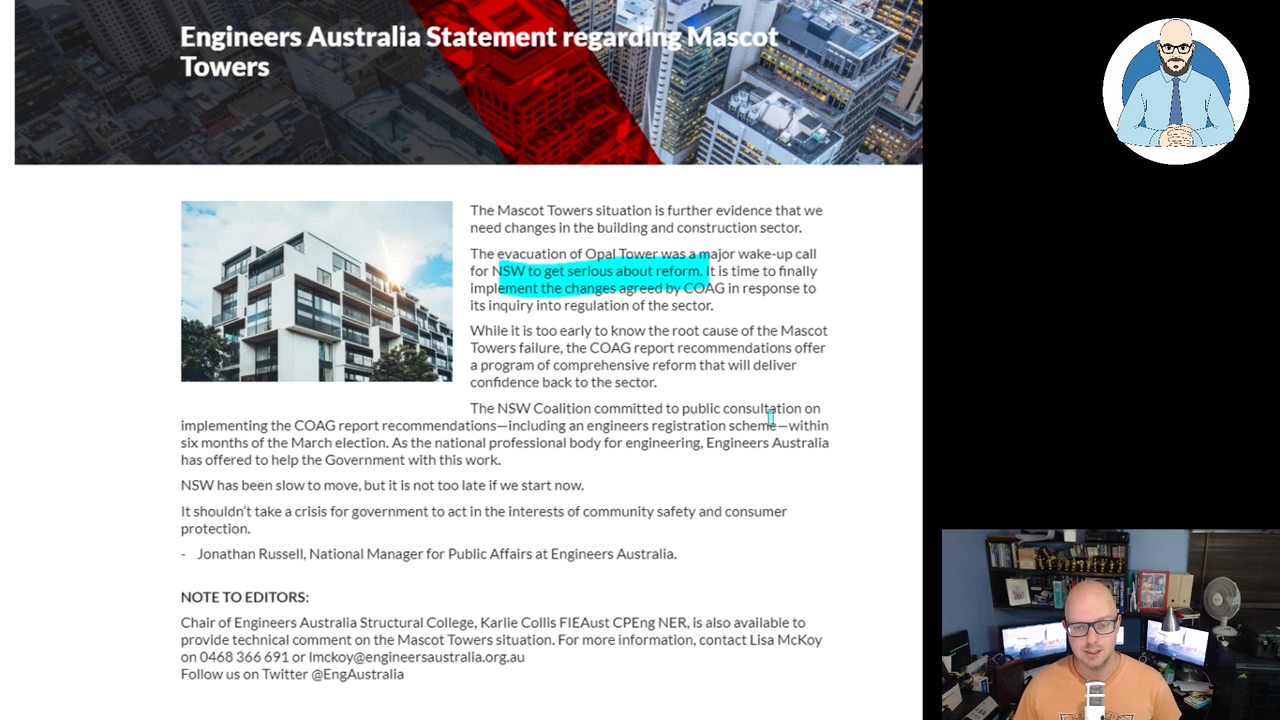 Engineers Australia Statement regarding Mascot
Towers
The Mascot Towers situation is further evidence that we
need changes in the building and construction sector.
The evacuation of Opal Tower was a major wake-up call
for NSW to get serious about reform. It is time to finally
implement the changes agreed by COAG in response to
its inquiry into regulation of the sector.
While it is too early to know the root cause of the Mascot
Towers failure, the COAG report recommendations offer
a program of comprehensive reform that will deliver
confidence back to the sector.
The NSW Coalition committed to public consultation on
implementing the COAG report recommendations—including an engineers registration scheme—within
six months of the March election. As the national professional body for engineering, Engineers Australia
has offered to help the Government with this work.
NSW has been slow to move, but it is not too late if we start now.
It shouldn't take a crisis for government to act in the interests of community safety and consumer
protection.
- Jonathan Russell, National Manager for Public Affairs at Engineers Australia.
NOTE TO EDITORS:
Chair of Engineers Australia Structural College, Karlie Collis FIEAust CPEng NER, is also available to
provide technical comment on the Mascot Towers situation. For more information, contact Lisa McKoy
on 0468 366 691 or lmckoy@engineersaustralia.org.au
Follow us on Twitter @EngAustralia